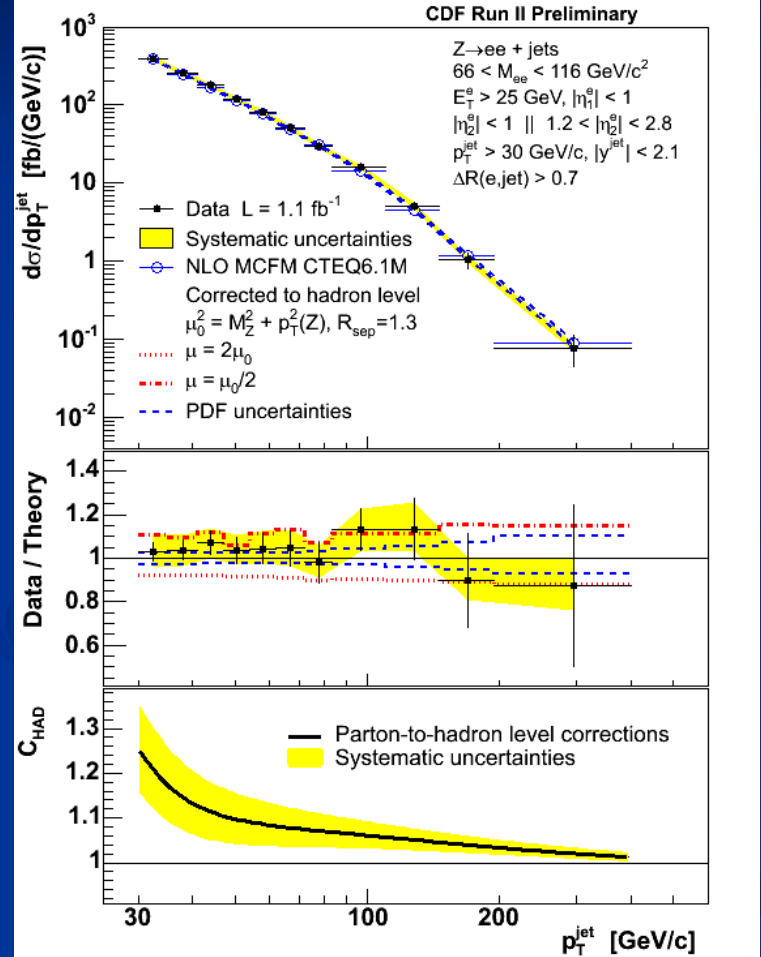 CDF Run II Preliminary
dσ/dp_T^jet [fb/(GeV/c)]
10³
10²
10
1
10⁻¹
10⁻²
Z→ee + jets
66 < M_ee < 116 GeV/c²
E_T^e > 25 GeV, |η_1^e| < 1
|η_2^e| < 1 || 1.2 < |η_2^e| < 2.8
p_T^jet > 30 GeV/c, |y^jet| < 2.1
ΔR(e,jet) > 0.7
Data L = 1.1 fb⁻¹
Systematic uncertainties
NLO MCFM CTEQ6.1M
Corrected to hadron level
μ_0² = M_Z² + p_T²(Z), R_sep=1.3
μ = 2μ_0
μ = μ_0/2
PDF uncertainties
Data / Theory
1.4
1.2
1
0.8
0.6
C_HAD
1.3
1.2
1.1
1
Parton-to-hadron level corrections
Systematic uncertainties
30
100
200
p_T^jet [GeV/c]